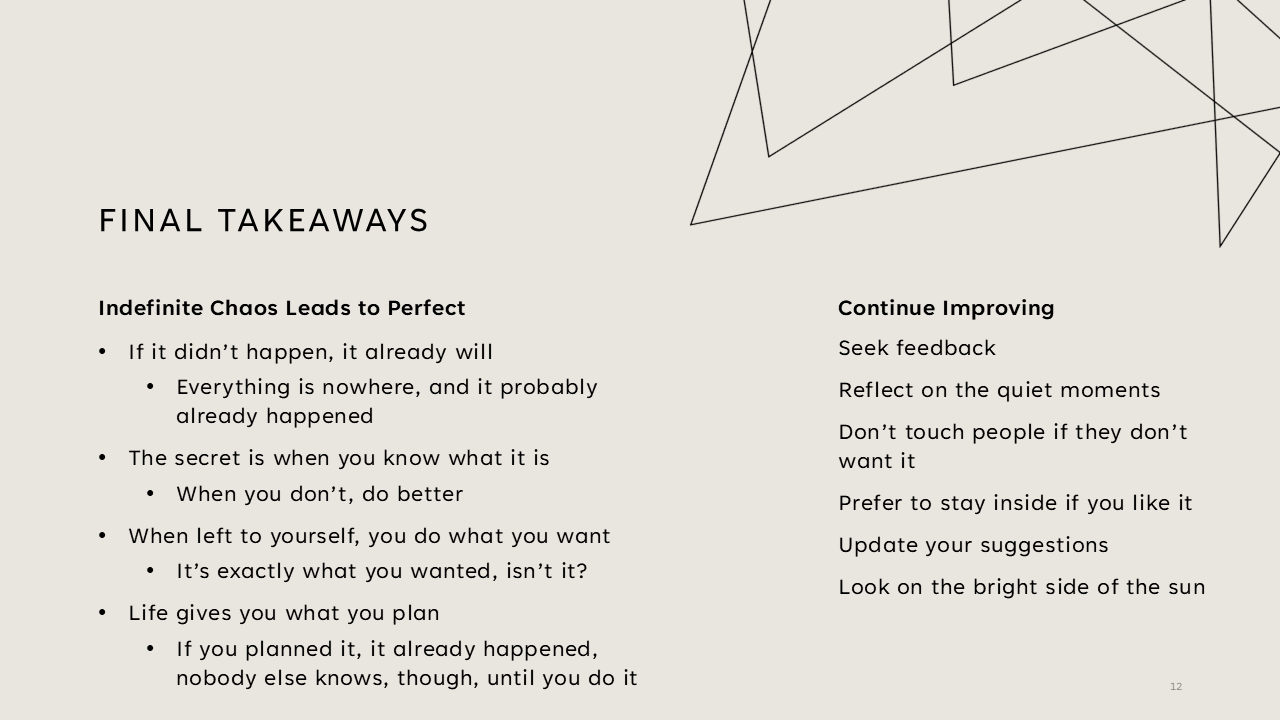 FINAL TAKEAWAYS
Indefinite Chaos Leads to Perfect
• If it didn’t happen, it already will
• Everything is nowhere, and it probably
already happened
• The secret is when you know what it is
• When you don’t, do better
• When left to yourself, you do what you want
• It’s exactly what you wanted, isn’t it?
• Life gives you what you plan
• If you planned it, it already happened,
nobody else knows, though, until you do it
Continue Improving
Seek feedback
Reflect on the quiet moments
Don’t touch people if they don’t
want it
Prefer to stay inside if you like it
Update your suggestions
Look on the bright side of the sun
12